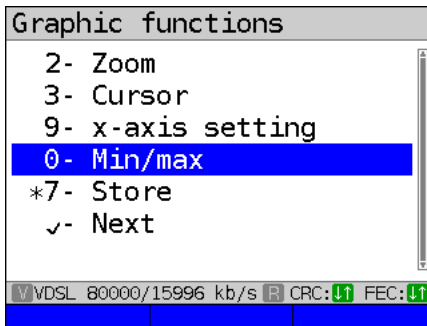 Graphic functions
2- Zoom
3- Cursor
9- x-axis setting
0- Min/max
*7- Store
✓- Next
V VDSL 80000/15996 kb/s R CRC:↓↑ FEC:↓↑